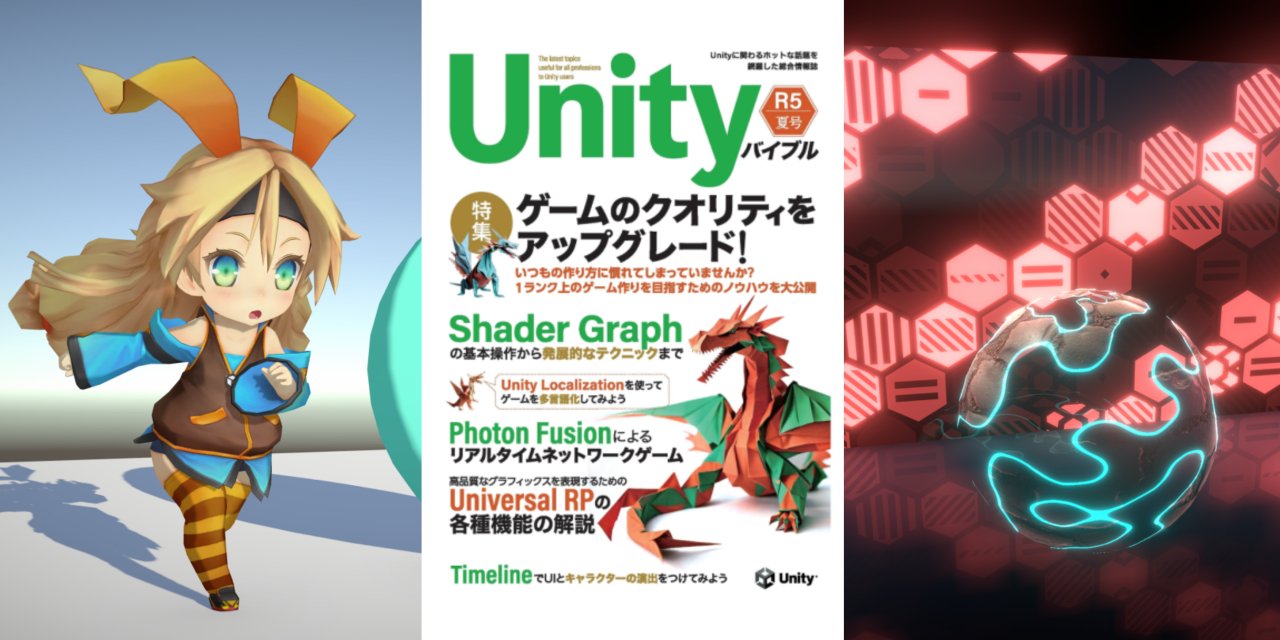 Unity
The latest topics
useful for all professions
to Unity users
Unityに関わるホットな話題を
網羅した総合情報誌
R5
夏号
バイブル
特集
ゲームのクオリティを
アップグレード!
いつもの作り方に慣れてしまっていませんか?
1ランク上のゲーム作りを目指すためのノウハウを大公開
Shader Graph
の基本操作から発展的なテクニックまで
Unity Localizationを使って
ゲームを多言語化してみよう
Photon Fusionによる
リアルタイムネットワークゲーム
高品質なグラフィックスを表現するための
Universal RPの
各種機能の解説
TimelineでUIとキャラクターの演出をつけてみよう
Unity